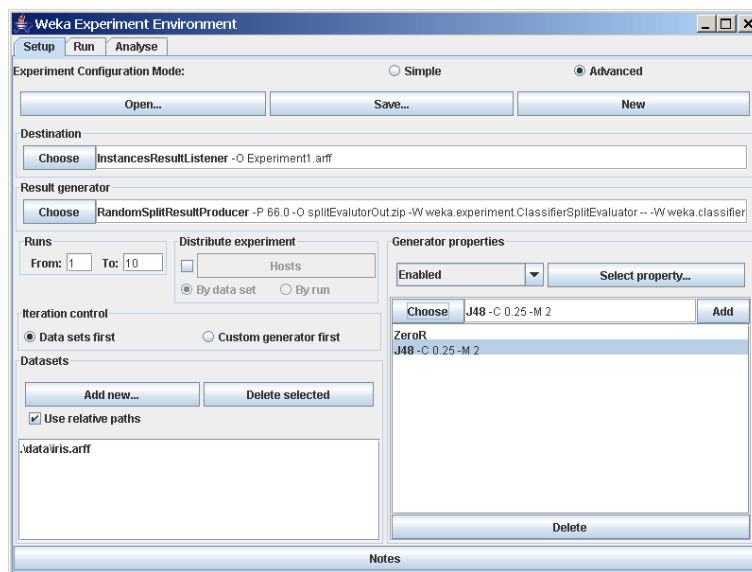 Weka Experiment Environment
Setup Run Analyse
Experiment Configuration Mode: Simple Advanced
Open... Save... New
Destination
Choose InstancesResultListener -O Experiment1.arff
Result generator
Choose RandomSplitResultProducer -P 66.0 -O splitEvalutorOut.zip -W weka.experiment.ClassifierSplitEvaluator -- -W weka.classifier
Runs
From: 1 To: 10
Distribute experiment
Hosts
By data set By run
Generator properties
Enabled Select property...
Choose J48 -C 0.25 -M 2 Add
ZeroR
J48 -C 0.25 -M 2
Iteration control
Data sets first Custom generator first
Datasets
Add new... Delete selected
Use relative paths
.\data\iris.arff
Delete
Notes